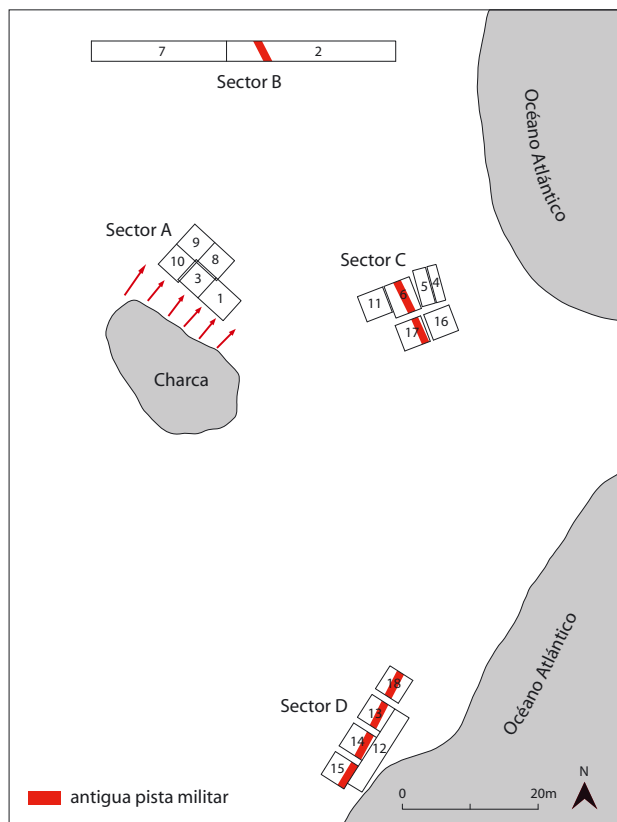 7
2
Sector B
Océano Atlántico
Sector A
9
8
10
3
1
Sector C
5
4
6
11
17
16
Charca
Océano Atlántico
18
Sector D
13
14
12
15
antigua pista militar
0
20m
N